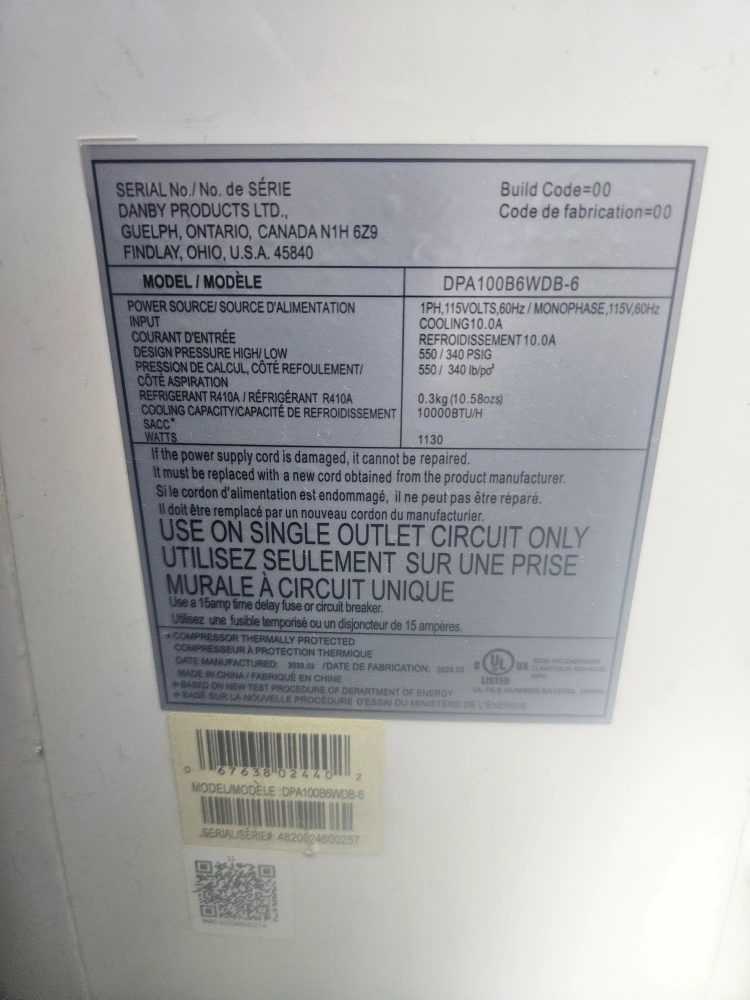 SERIAL No./ No. de SÉRIE
DANBY PRODUCTS LTD.,
GUELPH, ONTARIO, CANADA N1H 6Z9
FINDLAY, OHIO, U.S.A. 45840
Build Code=00
Code de fabrication=00
MODEL / MODÈLE DPA100B6WDB-6
POWER SOURCE/ SOURCE D'ALIMENTATION 1PH,115VOLTS,60Hz / MONOPHASE,115V,60Hz
INPUT COOLING10.0A
COURANT D'ENTRÉE REFROIDISSEMENT10.0A
DESIGN PRESSURE HIGH/ LOW 550 / 340 PSIG
PRESSION DE CALCUL, CÔTÉ REFOULEMENT/ 550 / 340 lb/po²
CÔTÉ ASPIRATION
REFRIGERANT R410A / RÉFRIGÉRANT R410A 0.3kg(10.58ozs)
COOLING CAPACITY/CAPACITÉ DE REFROIDISSEMENT 10000BTU/H
SACC*
WATTS 1130
If the power supply cord is damaged, it cannot be repaired.
It must be replaced with a new cord obtained from the product manufacturer.
Si le cordon d'alimentation est endommagé, il ne peut pas être réparé.
Il doit être remplacé par un nouveau cordon du manufacturier.
USE ON SINGLE OUTLET CIRCUIT ONLY
UTILISEZ SEULEMENT SUR UNE PRISE
MURALE À CIRCUIT UNIQUE
Use a 15amp time delay fuse or circuit breaker.
Utilisez une fusible temporisé ou un disjoncteur de 15 ampères.
* COMPRESSOR THERMALLY PROTECTED
COMPRESSEUR À PROTECTION THERMIQUE
DATE MANUFACTURED: 2020.02 /DATE DE FABRICATION: 2020.02
MADE IN CHINA / FABRIQUÉ EN CHINE
* BASED ON NEW TEST PROCEDURE OF DEPARTMENT OF ENERGY
* BASÉ SUR LA NOUVELLE PROCÉDURE D'ESSAI DU MINISTÈRE DE L'ÉNERGIE
C UL US
LISTED
UL FILE NUMBER:
0 67638 02440 2
MODEL/MODÈLE :DPA100B6WDB-6
SERIAL/SÉRIE#: 4820024600257